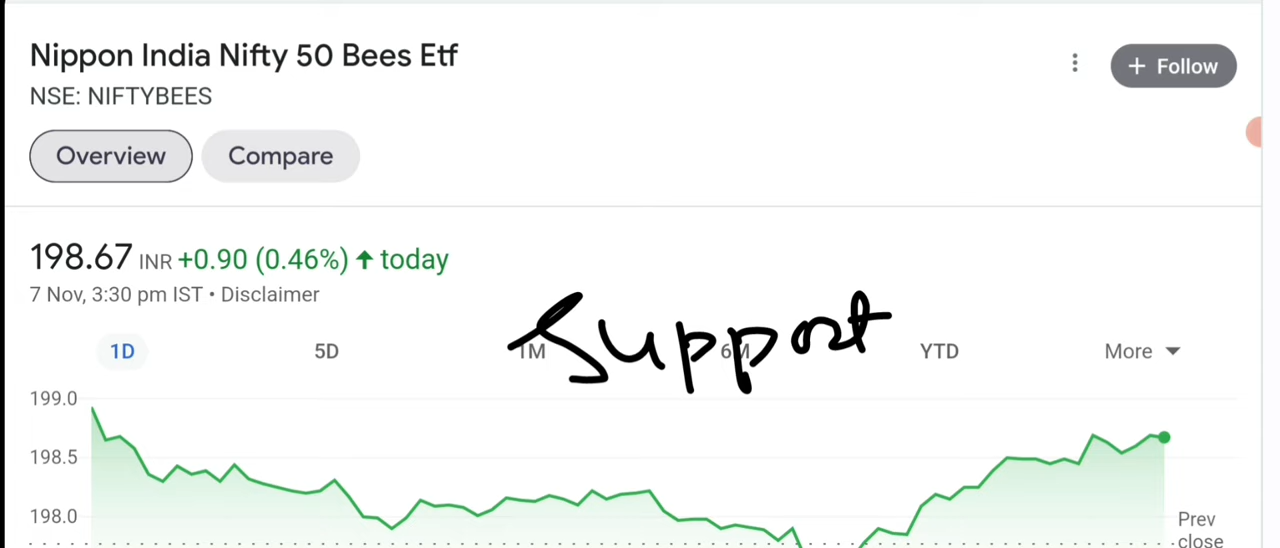 Nippon India Nifty 50 Bees Etf
+ Follow
NSE: NIFTYBEES
Overview
Compare
198.67 INR +0.90 (0.46%) ↑ today
7 Nov, 3:30 pm IST • Disclaimer
Support
1D
5D
1M
6M
YTD
More
199.0
198.5
198.0
Prev
close